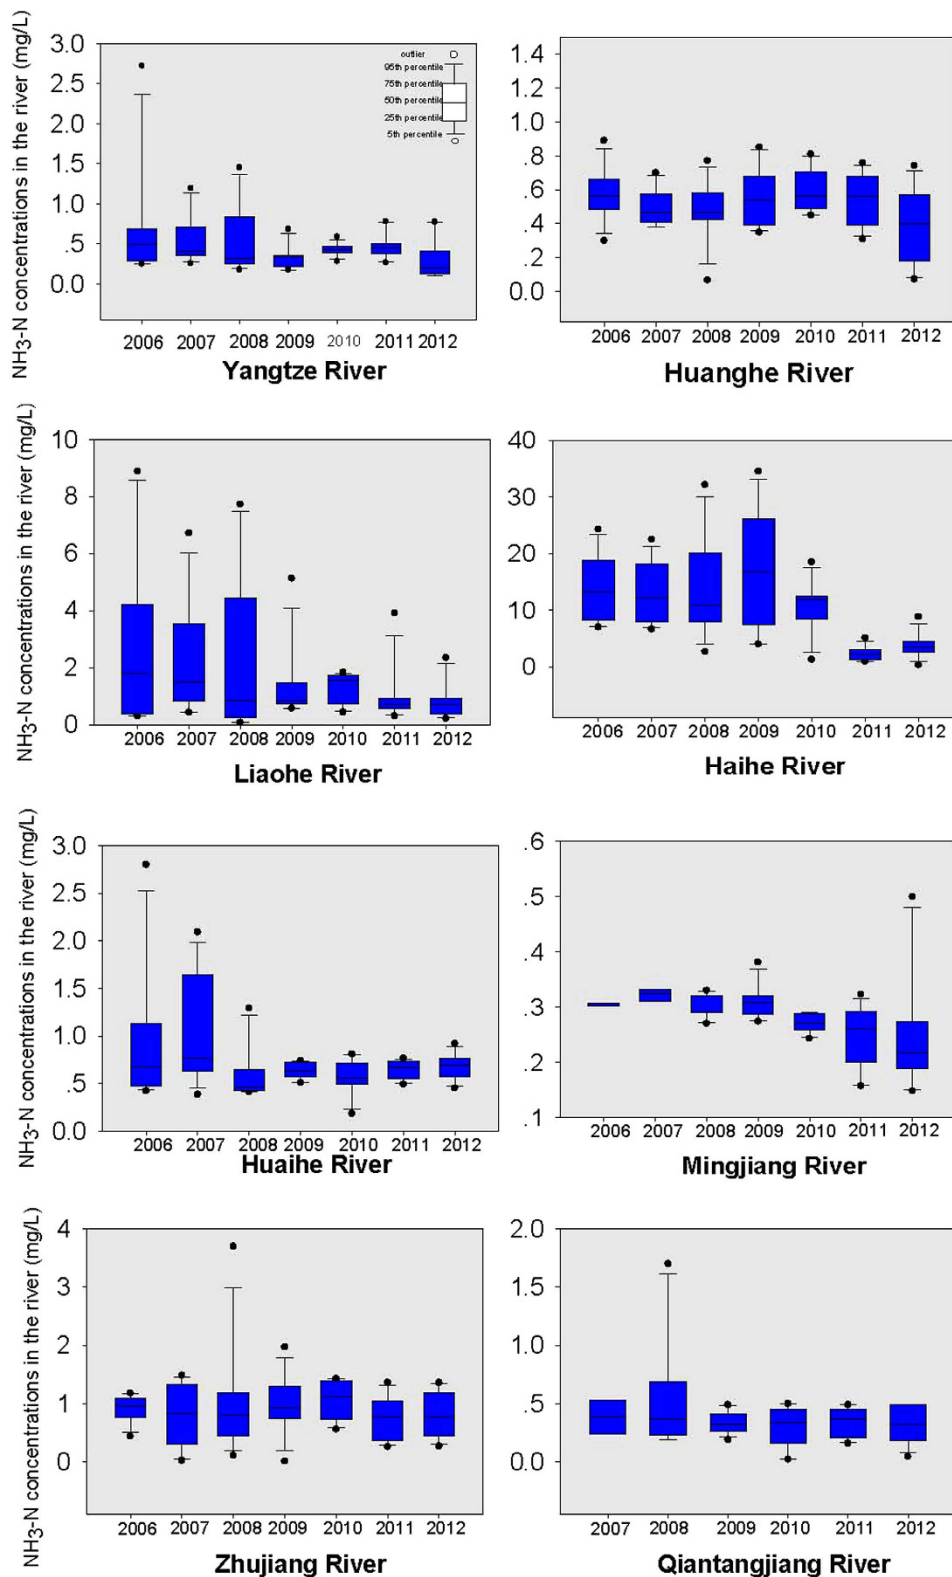 NH3-N concentrations in the river (mg/L)
3.0
2.5
2.0
1.5
1.0
.5
0.0
outlier
95th percentile
75th percentile
50th percentile
25th percentile
5th percentile
2006 2007 2008 2009 2010 2011 2012
Yangtze River
1.4
1.2
1.0
.8
.6
.4
.2
0.0
2006 2007 2008 2009 2010 2011 2012
Huanghe River
NH3-N concentrations in the river (mg/L)
10
8
6
4
2
0
2006 2007 2008 2009 2010 2011 2012
Liaohe River
40
30
20
10
0
2006 2007 2008 2009 2010 2011 2012
Haihe River
NH3-N concentrations in the river (mg/L)
3.0
2.5
2.0
1.5
1.0
.5
0.0
2006 2007 2008 2009 2010 2011 2012
Huaihe River
.6
.5
.4
.3
.2
.1
2006 2007 2008 2009 2010 2011 2012
Mingjiang River
NH3-N concentrations in the river (mg/L)
4
3
2
1
0
2006 2007 2008 2009 2010 2011 2012
Zhujiang River
2.0
1.5
1.0
.5
0.0
2007 2008 2009 2010 2011 2012
Qiantangjiang River